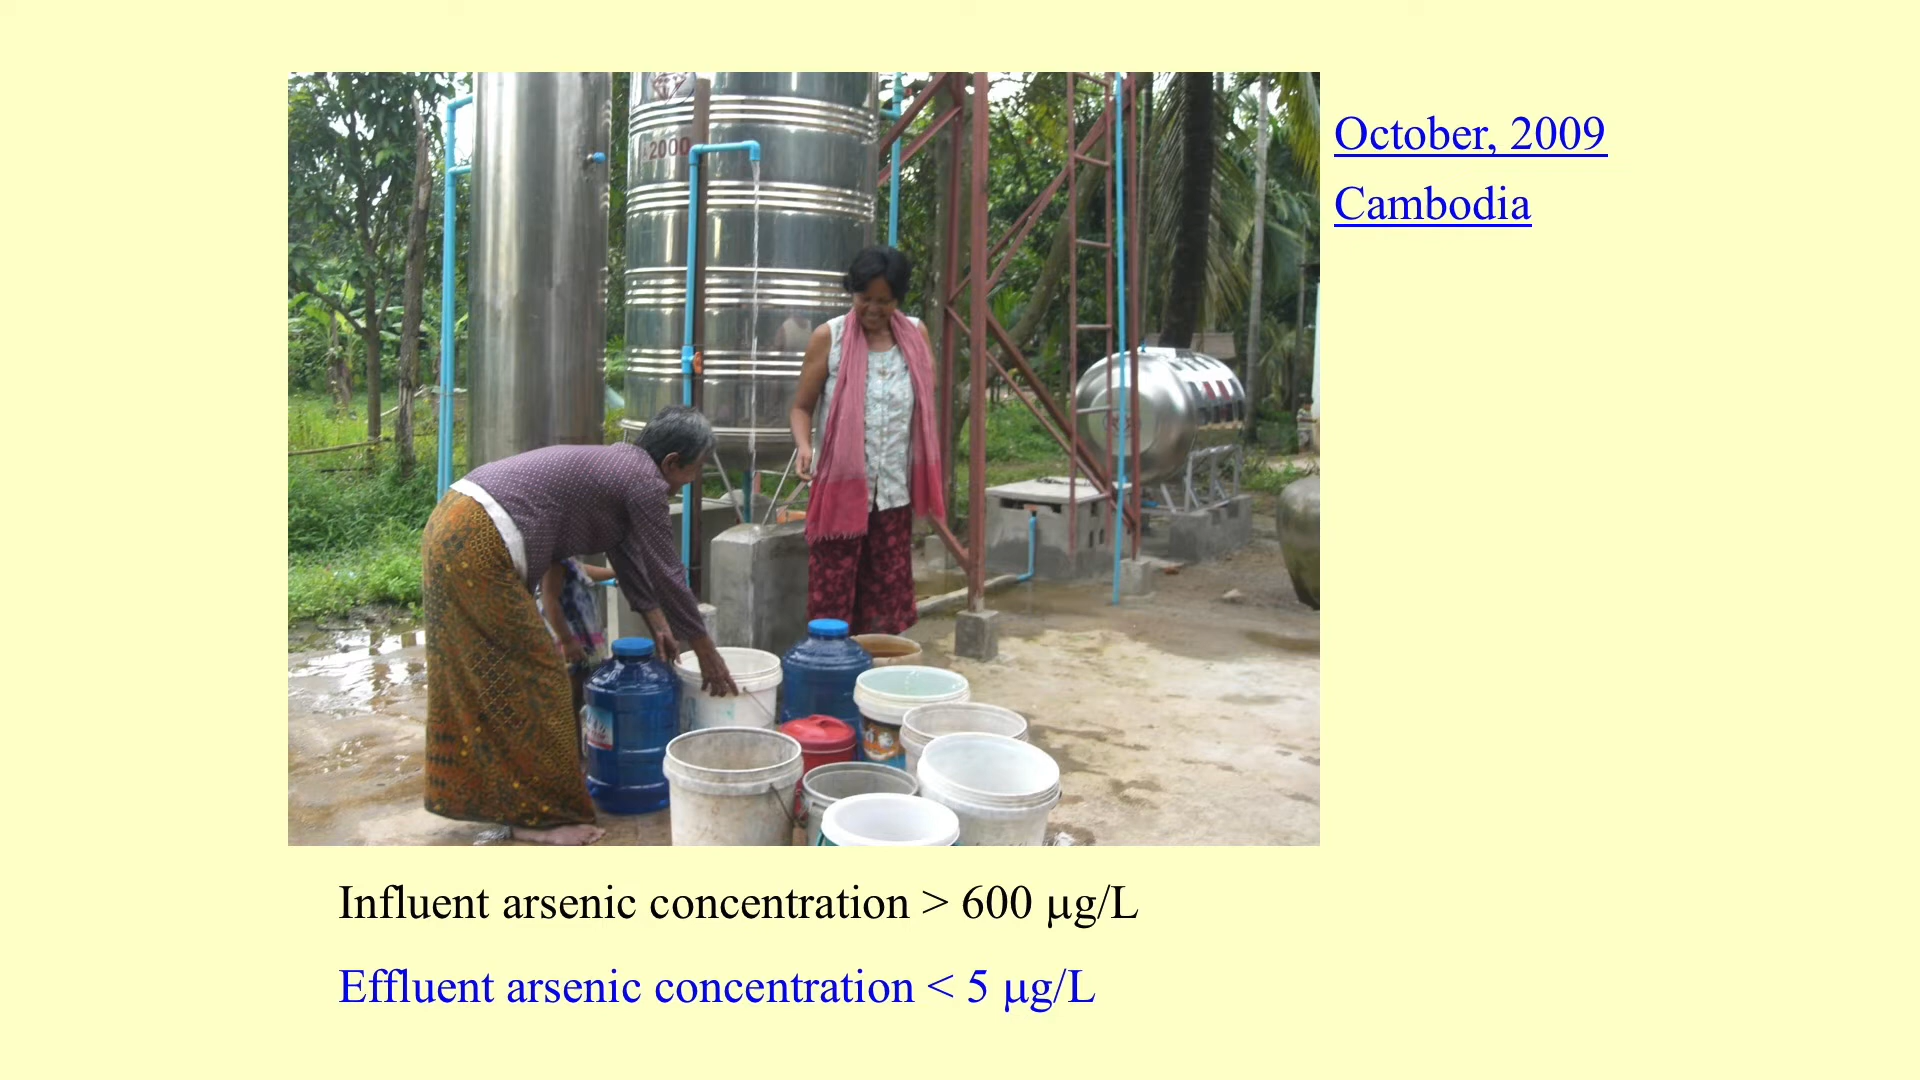 October, 2009
Cambodia
2000
Influent arsenic concentration > 600 μg/L
Effluent arsenic concentration < 5 μg/L